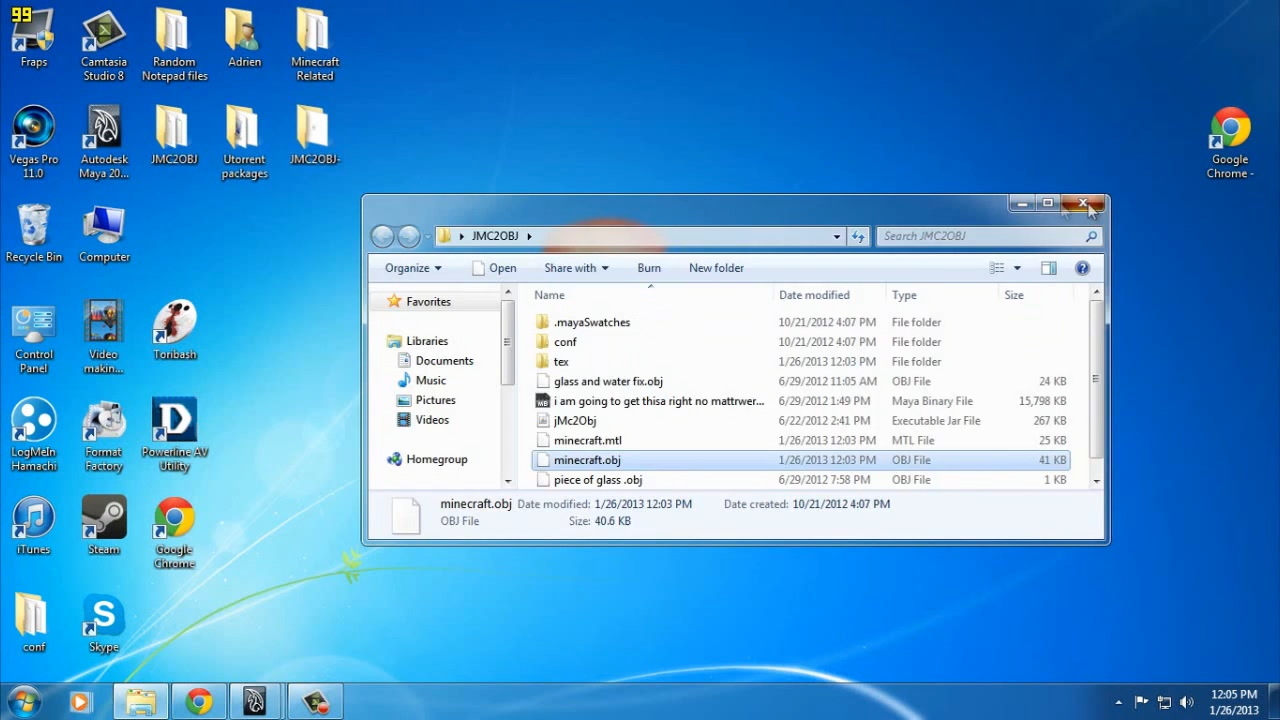 99
Fraps
Camtasia
Studio 8
Random
Notepad files
Adrien
Minecraft
Related
Vegas Pro
11.0
Autodesk
Maya 20...
JMC2OBJ
Utorrent
packages
JMC2OBJ-
Google
Chrome -
Recycle Bin
Computer
Control
Panel
Video
makin...
Toribash
LogMeIn
Hamachi
Format
Factory
Powerline AV
Utility
iTunes
Steam
Google
Chrome
conf
Skype
JMC2OBJ
Search JMC2OBJ
Organize Open Share with Burn New folder
Favorites
Libraries
Documents
Music
Pictures
Videos
Homegroup
Name Date modified Type Size
.mayaSwatches 10/21/2012 4:07 PM File folder
conf 10/21/2012 4:07 PM File folder
tex 1/26/2013 12:03 PM File folder
glass and water fix.obj 6/29/2012 11:05 AM OBJ File 24 KB
i am going to get thisa right no mattrwer... 6/29/2012 1:49 PM Maya Binary File 15,798 KB
jMc2Obj 6/22/2012 2:41 PM Executable Jar File 267 KB
minecraft.mtl 1/26/2013 12:03 PM MTL File 25 KB
minecraft.obj 1/26/2013 12:03 PM OBJ File 41 KB
piece of glass .obj 6/29/2012 7:58 PM OBJ File 1 KB
minecraft.obj Date modified: 1/26/2013 12:03 PM Date created: 10/21/2012 4:07 PM
OBJ File Size: 40.6 KB
12:05 PM
1/26/2013